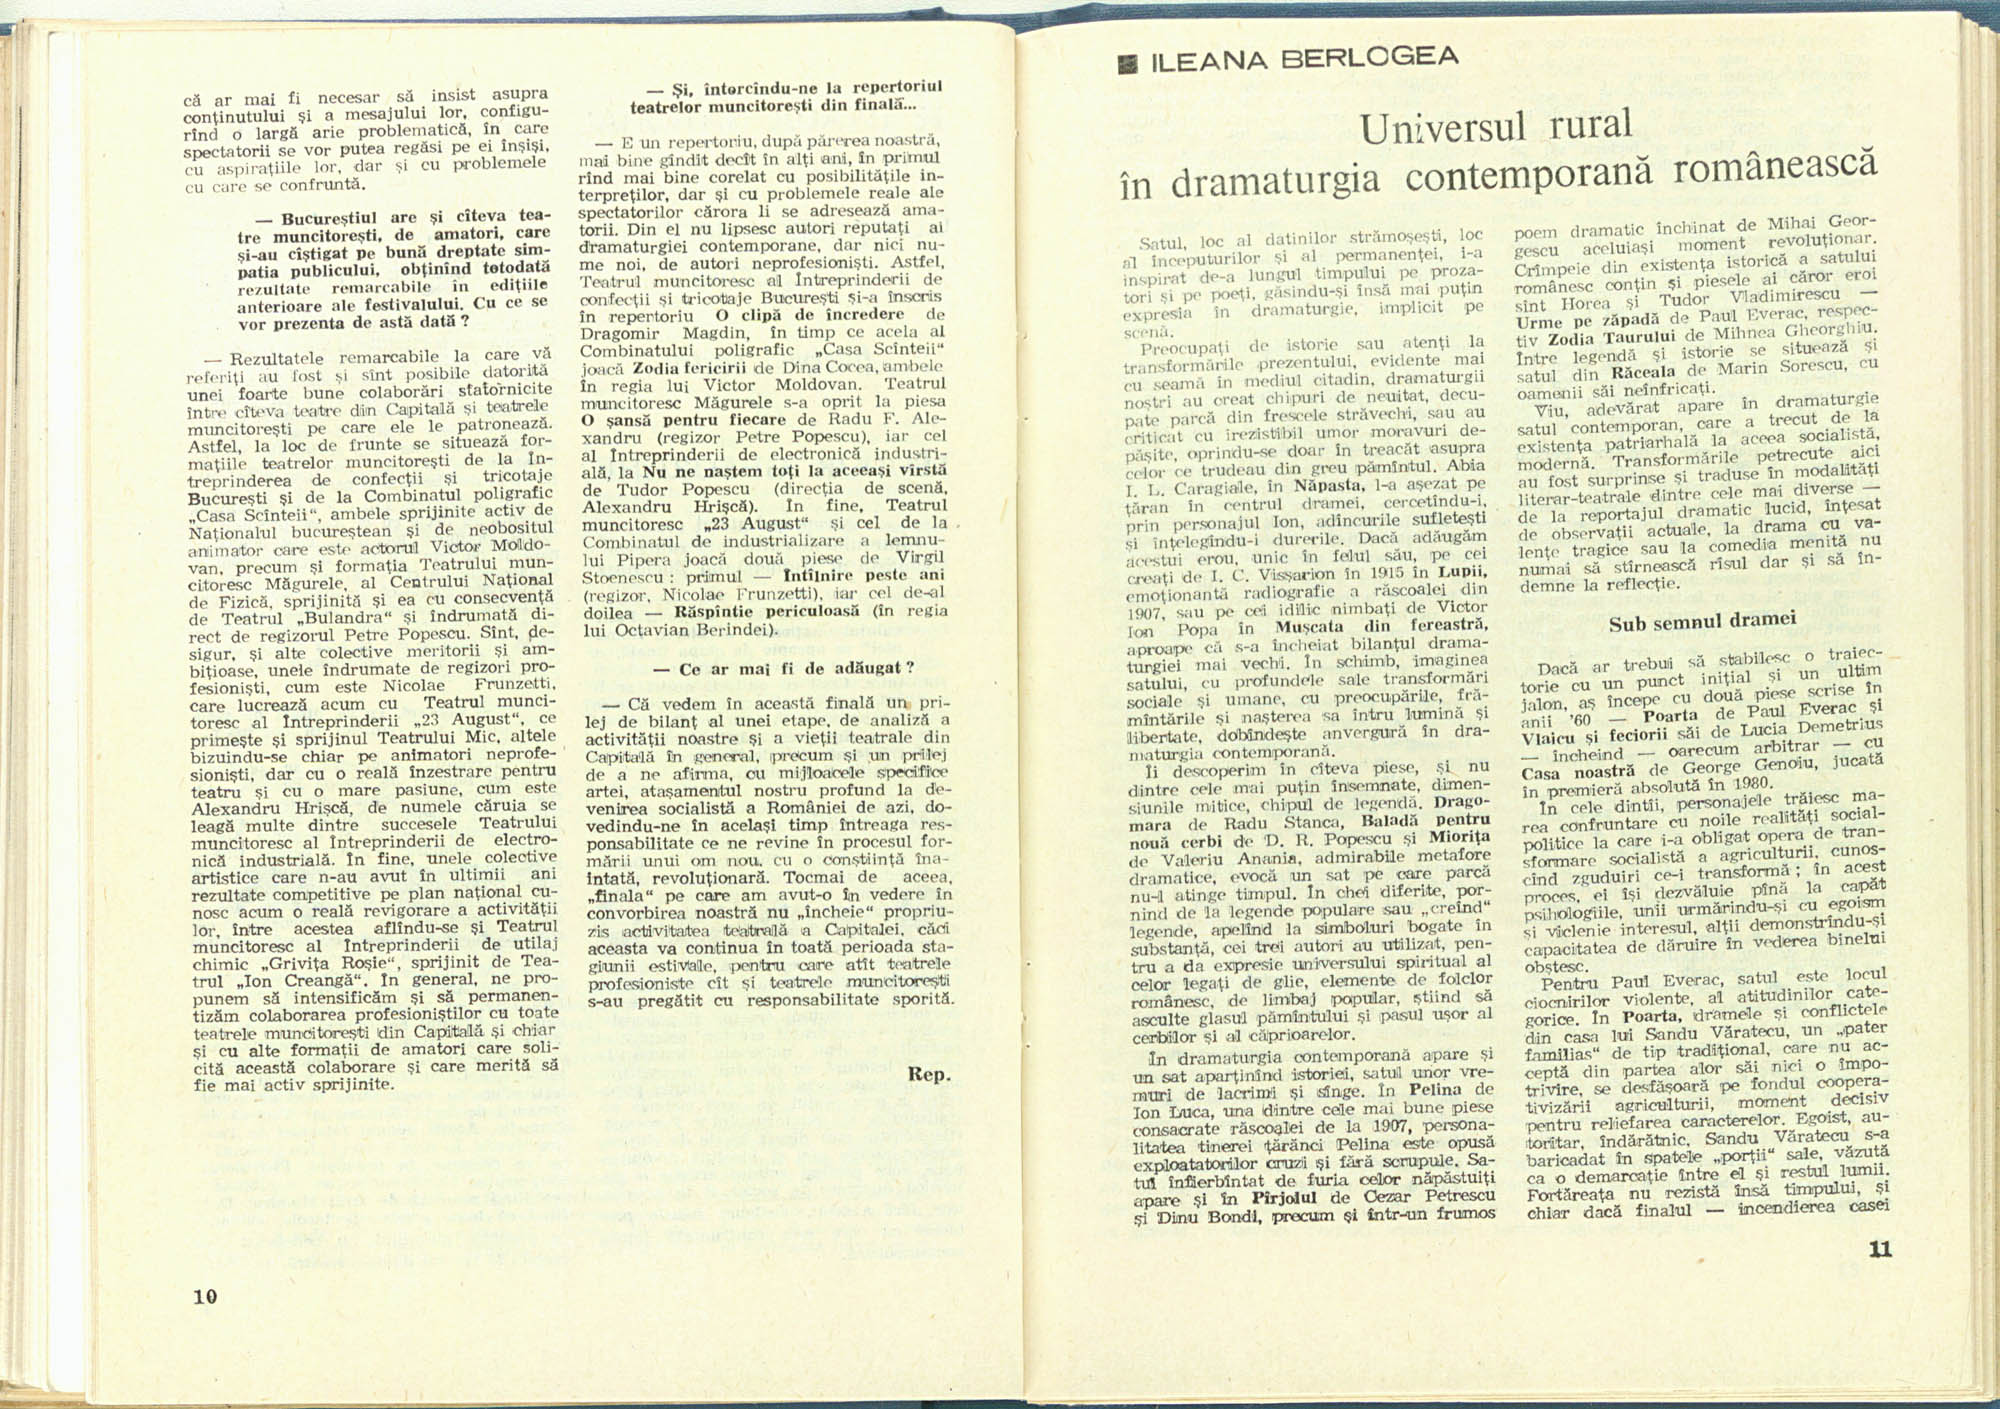 că ar mai fi necesar să insist asupra
conținutului și a mesajului lor, configu-
rînd o largă arie problematică, în care
spectatorii se vor putea regăsi pe ei înșiși,
cu aspirațiile lor, dar și cu problemele
cu care se confruntă.
— Bucureștiul are și cîteva tea-
tre muncitorești, de amatori, care
și-au cîștigat pe bună dreptate sim-
patia publicului, obținînd totodată
rezultate remarcabile în edițiile
anterioare ale festivalului. Cu ce se
vor prezenta de astă dată ?
— Rezultatele remarcabile la care vă
referiți au fost și sînt posibile datorită
unei foarte bune colaborări statornicite
între cîteva teatre din Capitală și teatrele
muncitorești pe care ele le patronează.
Astfel, la loc de frunte se situează for-
mațiile teatrelor muncitorești de la În-
treprinderea de confecții și tricotaje
București și de la Combinatul poligrafic
„Casa Scînteii“, ambele sprijinite activ de
Naționalul bucureștean și de neobositul
animator care este actorul Victor Moldo-
van, precum și formația Teatrului mun-
citoresc Măgurele, al Centrului Național
de Fizică, sprijinită și ea cu consecvență
de Teatrul „Bulandra“ și îndrumată di-
rect de regizorul Petre Popescu. Sînt, de-
sigur, și alte colective meritorii și am-
bițioase, unele îndrumate de regizori pro-
fesioniști, cum este Nicolae Frunzetti,
care lucrează acum cu Teatrul munci-
toresc al Întreprinderii „23 August“, ce
primește și sprijinul Teatrului Mic, altele
bizuindu-se chiar pe animatori neprofe-
sioniști, dar cu o reală înzestrare pentru
teatru și cu o mare pasiune, cum este
Alexandru Hrișcă, de numele căruia se
leagă multe dintre succesele Teatrului
muncitoresc al Întreprinderii de electro-
nică industrială. În fine, unele colective
artistice care n-au avut în ultimii ani
rezultate competitive pe plan național cu-
nosc acum o reală revigorare a activității
lor, între acestea aflîndu-se și Teatrul
muncitoresc al Întreprinderii de utilaj
chimic „Grivița Roșie“, sprijinit de Tea-
trul „Ion Creangă“. În general, ne pro-
punem să intensificăm și să permanen-
tizăm colaborarea profesioniștilor cu toate
teatrele muncitorești din Capitală și chiar
și cu alte formații de amatori care soli-
cită această colaborare și care merită să
fie mai activ sprijinite.
10
— Și, întorcîndu-ne la repertoriul
teatrelor muncitorești din finală...
— E un repertoriu, după părerea noastră,
mai bine gîndit decît în alți ani, în primul
rînd mai bine corelat cu posibilitățile in-
terpreților, dar și cu problemele reale ale
spectatorilor cărora li se adresează ama-
torii. Din el nu lipsesc autori reputați ai
dramaturgiei contemporane, dar nici nu-
me noi, de autori neprofesioniști. Astfel,
Teatrul muncitoresc al Întreprinderii de
confecții și tricotaje București și-a înscris
în repertoriu O clipă de încredere de
Dragomir Magdin, în timp ce acela al
Combinatului poligrafic „Casa Scînteii“
joacă Zodia fericirii de Dina Cocea, ambele
în regia lui Victor Moldovan. Teatrul
muncitoresc Măgurele s-a oprit la piesa
O șansă pentru fiecare de Radu F. Ale-
xandru (regizor Petre Popescu), iar cel
al Întreprinderii de electronică industri-
ală, la Nu ne naștem toți la aceeași vîrstă
de Tudor Popescu (direcția de scenă,
Alexandru Hrișcă). În fine, Teatrul
muncitoresc „23 August“ și cel de la
Combinatul de industrializare a lemnu-
lui Pipera joacă două piese de Virgil
Stoenescu : primul — Întîlnire peste ani
(regizor, Nicolae Frunzetti), iar cel de-al
doilea — Răspîntie periculoasă (în regia
lui Octavian Berindei).
— Ce ar mai fi de adăugat ?
— Că vedem în această finală un pri-
lej de bilanț al unei etape, de analiză a
activității noastre și a vieții teatrale din
Capitală în general, precum și un prilej
de a ne afirma, cu mijloacele specifice
artei, atașamentul nostru profund la de-
venirea socialistă a României de azi, do-
vedindu-ne în același timp întreaga res-
ponsabilitate ce ne revine în procesul for-
mării unui om nou, cu o conștiință îna-
intată, revoluționară. Tocmai de aceea,
„finala“ pe care am avut-o în vedere în
convorbirea noastră nu „încheie“ propriu-
zis activitatea teatrală a Capitalei, căci
aceasta va continua în toată perioada sta-
giunii estivale, pentru care atît teatrele
profesioniste cît și teatrele muncitorești
s-au pregătit cu responsabilitate sporită.
Rep.
ILEANA BERLOGEA
Universul rural
în dramaturgia contemporană românească
Satul, loc al datinilor strămoșești, loc
al începuturilor și al permanenței, i-a
inspirat de-a lungul timpului pe proza-
tori și pe poeți, găsindu-și însă mai puțin
expresia în dramaturgie, implicit pe
scenă.
Preocupați de istorie sau atenți la
transformările prezentului, evidente mai
cu seamă în mediul citadin, dramaturgii
noștri au creat chipuri de neuitat, decu-
pate parcă din frescele străvechi, sau au
criticat cu irezistibil umor moravuri de-
pășite, oprindu-se doar în treacăt asupra
celor ce trudeau din greu pămîntul. Abia
I. L. Caragiale, în Năpasta, l-a așezat pe
țăran în centrul dramei, cercetîndu-i,
prin personajul Ion, adîncurile sufletești
și înțelegîndu-i durerile. Dacă adăugăm
acestui erou, unic în felul său, pe cei
creați de I. C. Vissarion în 1915 în Lupii,
emoționantă radiografie a răscoalei din
1907, sau pe cei idilic nimbați de Victor
Ion Popa în Mușcata din fereastră,
aproape că s-a încheiat bilanțul drama-
turgiei mai vechi. În schimb, imaginea
satului, cu profundele sale transformări
sociale și umane, cu preocupările, fră-
mîntările și nașterea sa întru lumină și
libertate, dobîndește anvergură în dra-
maturgia contemporană.
Îi descoperim în cîteva piese, și nu
dintre cele mai puțin însemnate, dimen-
siunile mitice, chipul de legendă. Drago-
mara de Radu Stanca, Baladă pentru
nouă cerbi de D. R. Popescu și Miorița
de Valeriu Anania, admirabile metafore
dramatice, evocă un sat pe care parcă
nu-l atinge timpul. În chei diferite, por-
nind de la legende populare sau „creînd“
legende, apelînd la simboluri bogate în
substanță, cei trei autori au utilizat, pen-
tru a da expresie universului spiritual al
celor legați de glie, elemente de folclor
românesc, de limbaj popular, știind să
asculte glasul pămîntului și pasul ușor al
cerbilor și al căprioarelor.
În dramaturgia contemporană apare și
un sat aparținînd istoriei, satul unor vre-
muri de lacrimi și sînge. În Pelina de
Ion Luca, una dintre cele mai bune piese
consacrate răscoalei de la 1907, persona-
litatea tinerei țărănci Pelina este opusă
exploatatorilor cruzi și fără scrupule. Sa-
tul înfierbîntat de furia celor năpăstuiți
apare și în Pîrjolul de Cezar Petrescu
și Dinu Bondi, precum și într-un frumos
poem dramatic închinat de Mihai Geor-
gescu aceluiași moment revoluționar.
Crîmpeie din existența istorică a satului
românesc conțin și piesele ai căror eroi
sînt Horea și Tudor Vladimirescu —
Urme pe zăpadă de Paul Everac, respec-
tiv Zodia Taurului de Mihnea Gheorghiu.
Între legendă și istorie se situează și
satul din Răceala de Marin Sorescu, cu
oamenii săi neînfricați.
Viu, adevărat apare în dramaturgie
satul contemporan, care a trecut de la
existența patriarhală la aceea socialistă,
modernă. Transformările petrecute aici
au fost surprinse și traduse în modalități
literar-teatrale dintre cele mai diverse —
de la reportajul dramatic lucid, înțesat
de observații actuale, la drama cu va-
lențe tragice sau la comedia menită nu
numai să stîrnească rîsul dar și să în-
demne la reflecție.
Sub semnul dramei
Dacă ar trebui să stabilesc o traiec-
torie cu un punct inițial și un ultim
jalon, aș începe cu două piese scrise în
anii ’60 — Poarta de Paul Everac și
Vlaicu și feciorii săi de Lucia Demetrius
— încheind — oarecum arbitrar — cu
Casa noastră de George Genoiu, jucată
în premieră absolută în 1980.
În cele dintîi, personajele trăiesc ma-
rea confruntare cu noile realități social-
politice la care i-a obligat opera de tran-
sformare socialistă a agriculturii, cunos-
cînd zguduiri ce-i transformă ; în acest
proces, ei își dezvăluie pînă la capăt
psihologiile, unii urmărindu-și cu egoism
și viclenie interesul, alții demonstrîndu-și
capacitatea de dăruire în vederea binelui
obștesc.
Pentru Paul Everac, satul este locul
ciocnirilor violente, al atitudinilor cate-
gorice. În Poarta, dramele și conflictele
din casa lui Sandu Văratecu, un „pater
familias“ de tip tradițional, care nu ac-
ceptă din partea alor săi nici o împo-
trivire, se desfășoară pe fondul coopera-
tivizării agriculturii, moment decisiv
pentru reliefarea caracterelor. Egoist, au-
toritar, îndărătnic, Sandu Văratecu s-a
baricadat în spatele „porții“ sale, văzută
ca o demarcație între el și restul lumii.
Fortăreața nu rezistă însă timpului, și
chiar dacă finalul — incendierea casei
11